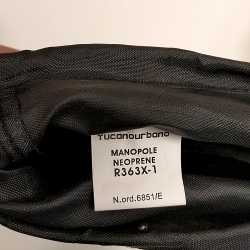 Tucanourbano
MANOPOLE
NEOPRENE
R363X-1
N.ord.6851/E